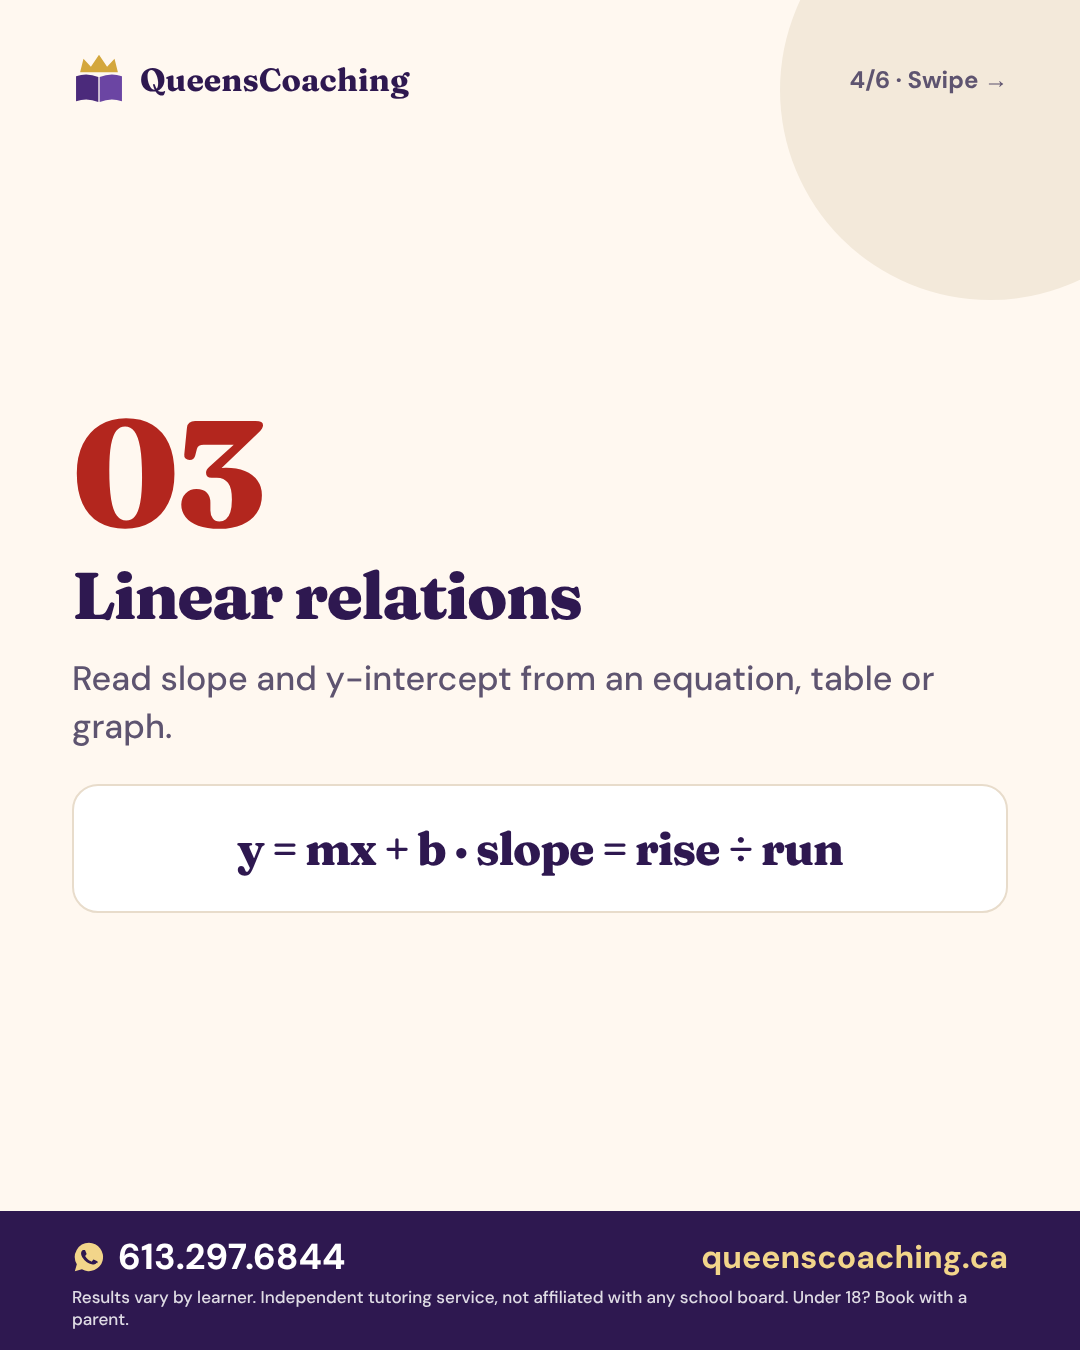 QueensCoaching
4/6 · Swipe →
03
Linear relations
Read slope and y-intercept from an equation, table or
graph.
y = mx + b · slope = rise ÷ run
613.297.6844
queenscoaching.ca
Results vary by learner. Independent tutoring service, not affiliated with any school board. Under 18? Book with a
parent.